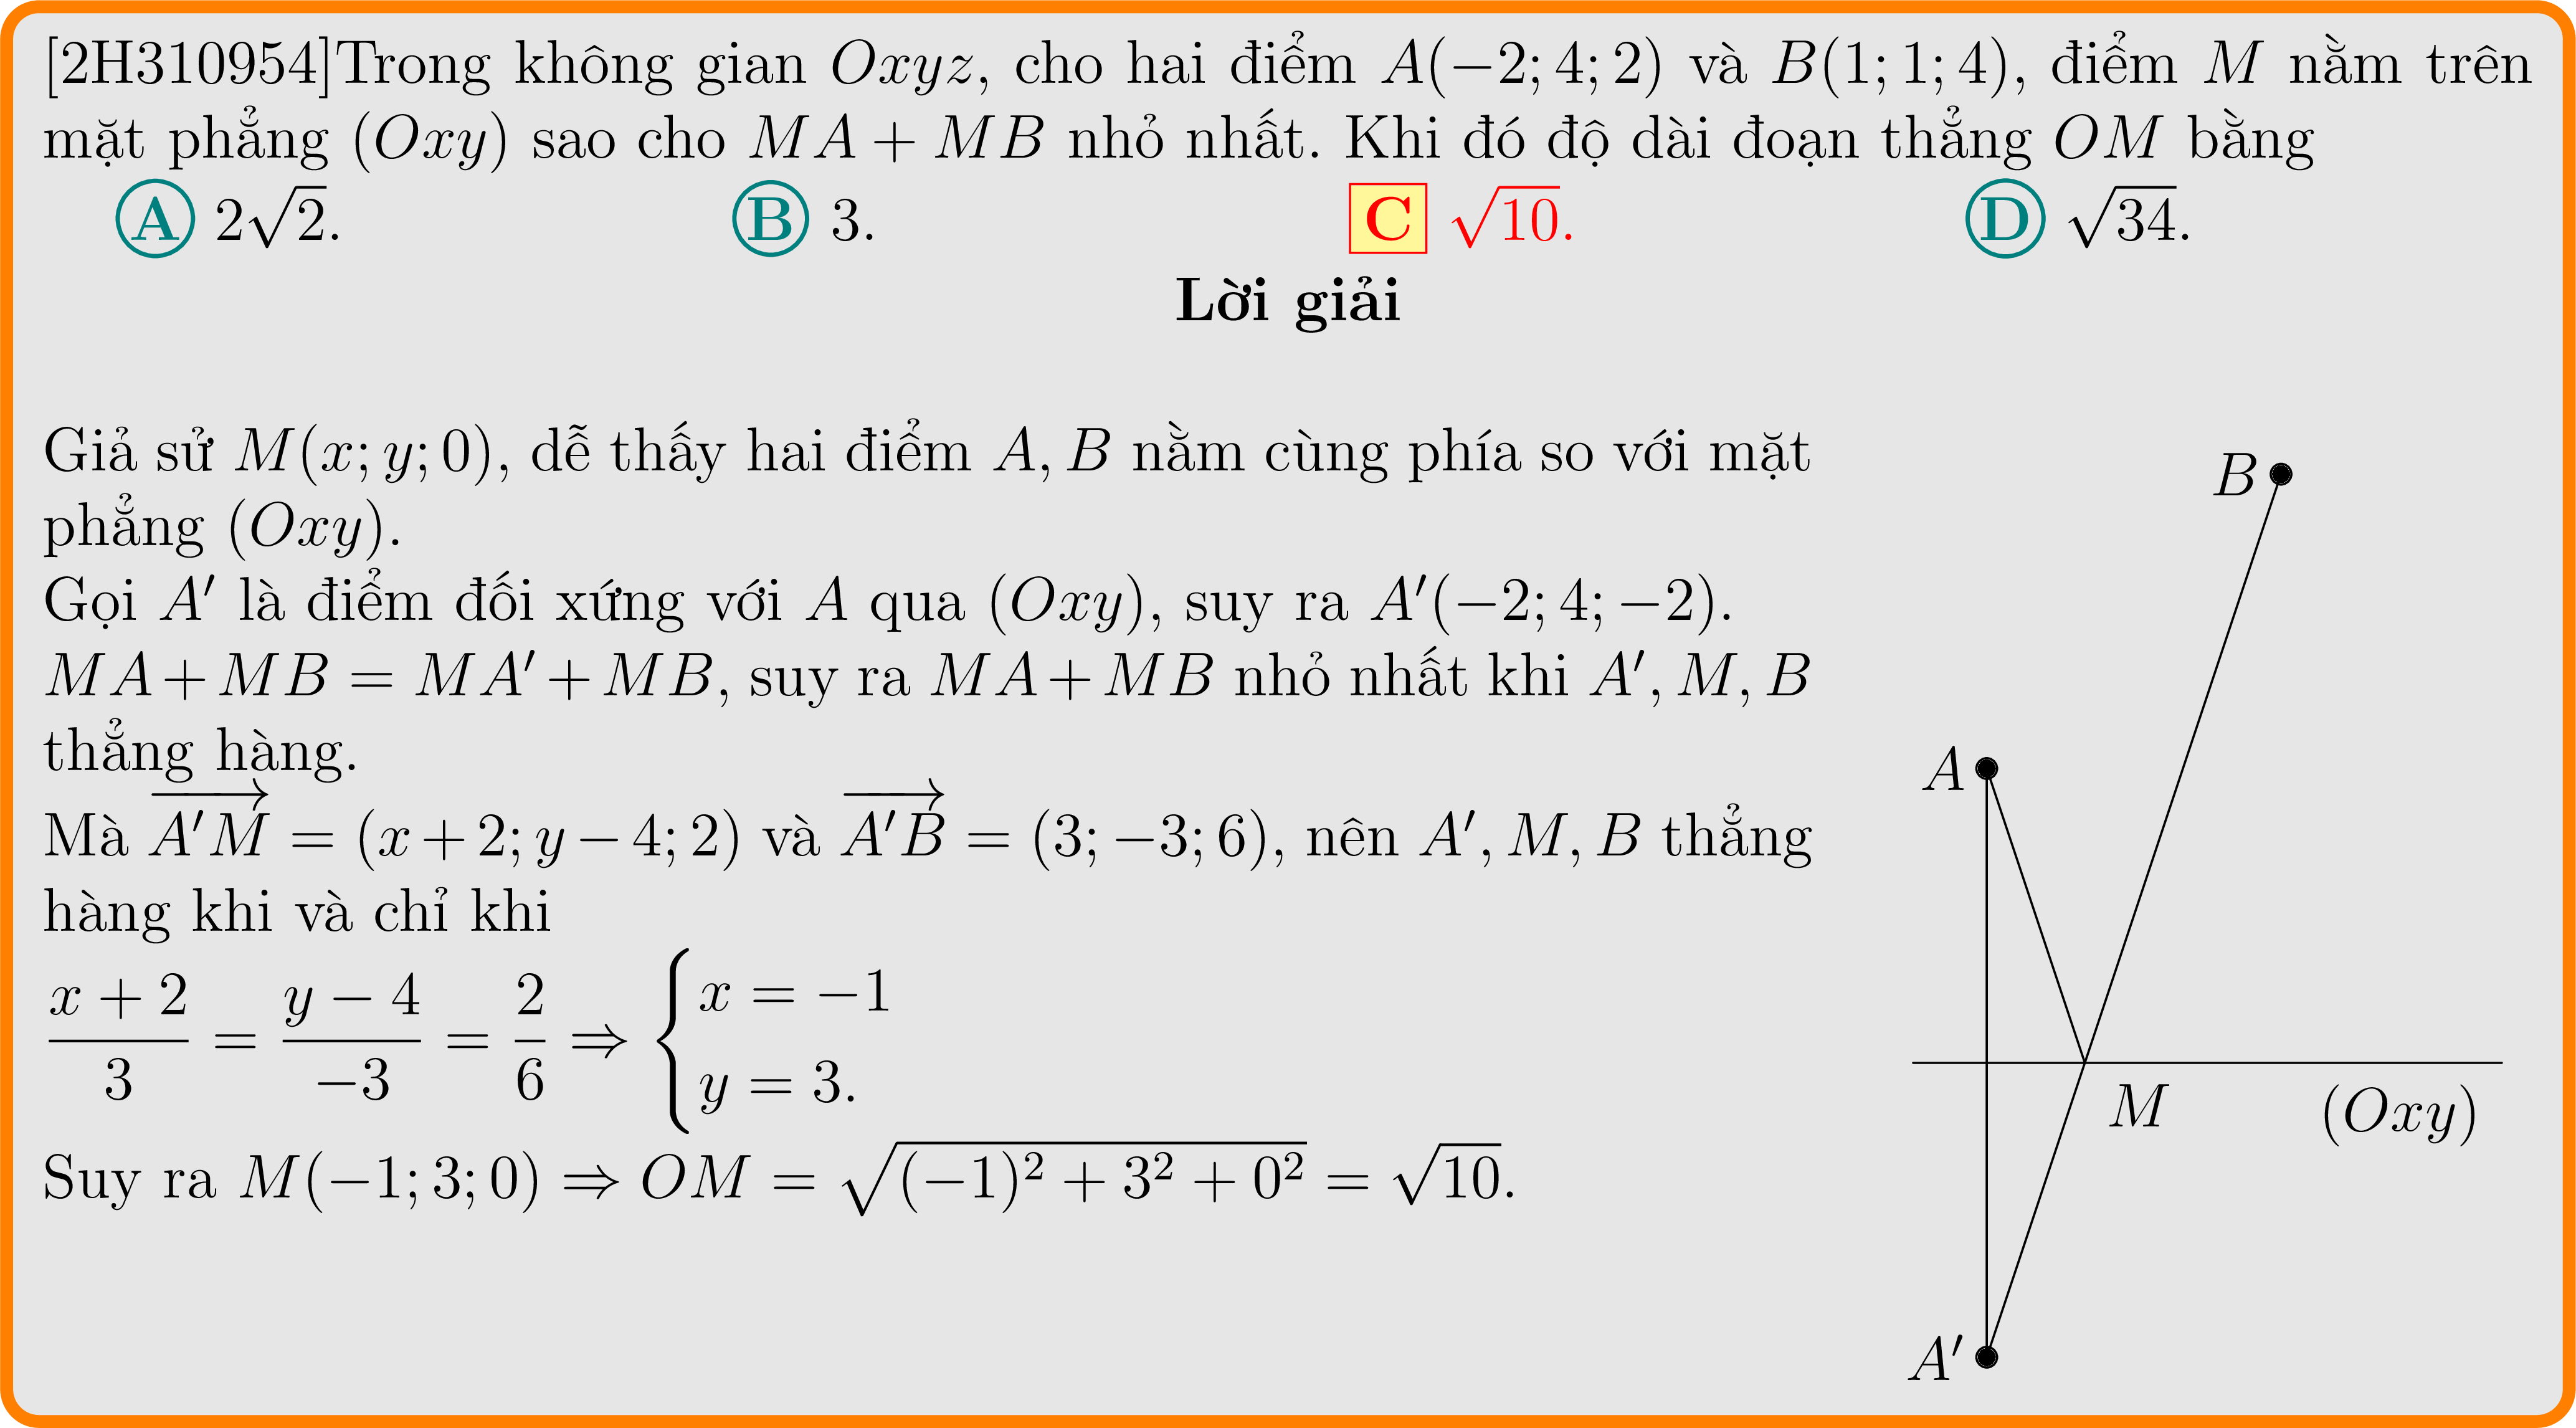 [2H310954]Trong không gian Oxyz, cho hai điểm A(−2; 4; 2) và B(1; 1; 4), điểm M nằm trên
mặt phẳng (Oxy) sao cho MA + MB nhỏ nhất. Khi đó độ dài đoạn thẳng OM bằng
A 2√2. B 3. C √10. D √34.
Lời giải
Giả sử M(x; y; 0), dễ thấy hai điểm A, B nằm cùng phía so với mặt
phẳng (Oxy).
Gọi A′ là điểm đối xứng với A qua (Oxy), suy ra A′(−2; 4; −2).
MA + MB = MA′ + MB, suy ra MA + MB nhỏ nhất khi A′, M, B
thẳng hàng.
Mà $\overrightarrow{A'M}$ = (x + 2; y − 4; 2) và $\overrightarrow{A'B}$ = (3; −3; 6), nên A′, M, B thẳng
hàng khi và chỉ khi
$\frac{x+2}{3} = \frac{y-4}{-3} = \frac{2}{6} \Rightarrow \begin{cases} x = -1 \\ y = 3. \end{cases}$
Suy ra M(−1; 3; 0) ⇒ OM = $\sqrt{(-1)^2 + 3^2 + 0^2}$ = √10.
B
A
M
(Oxy)
A′